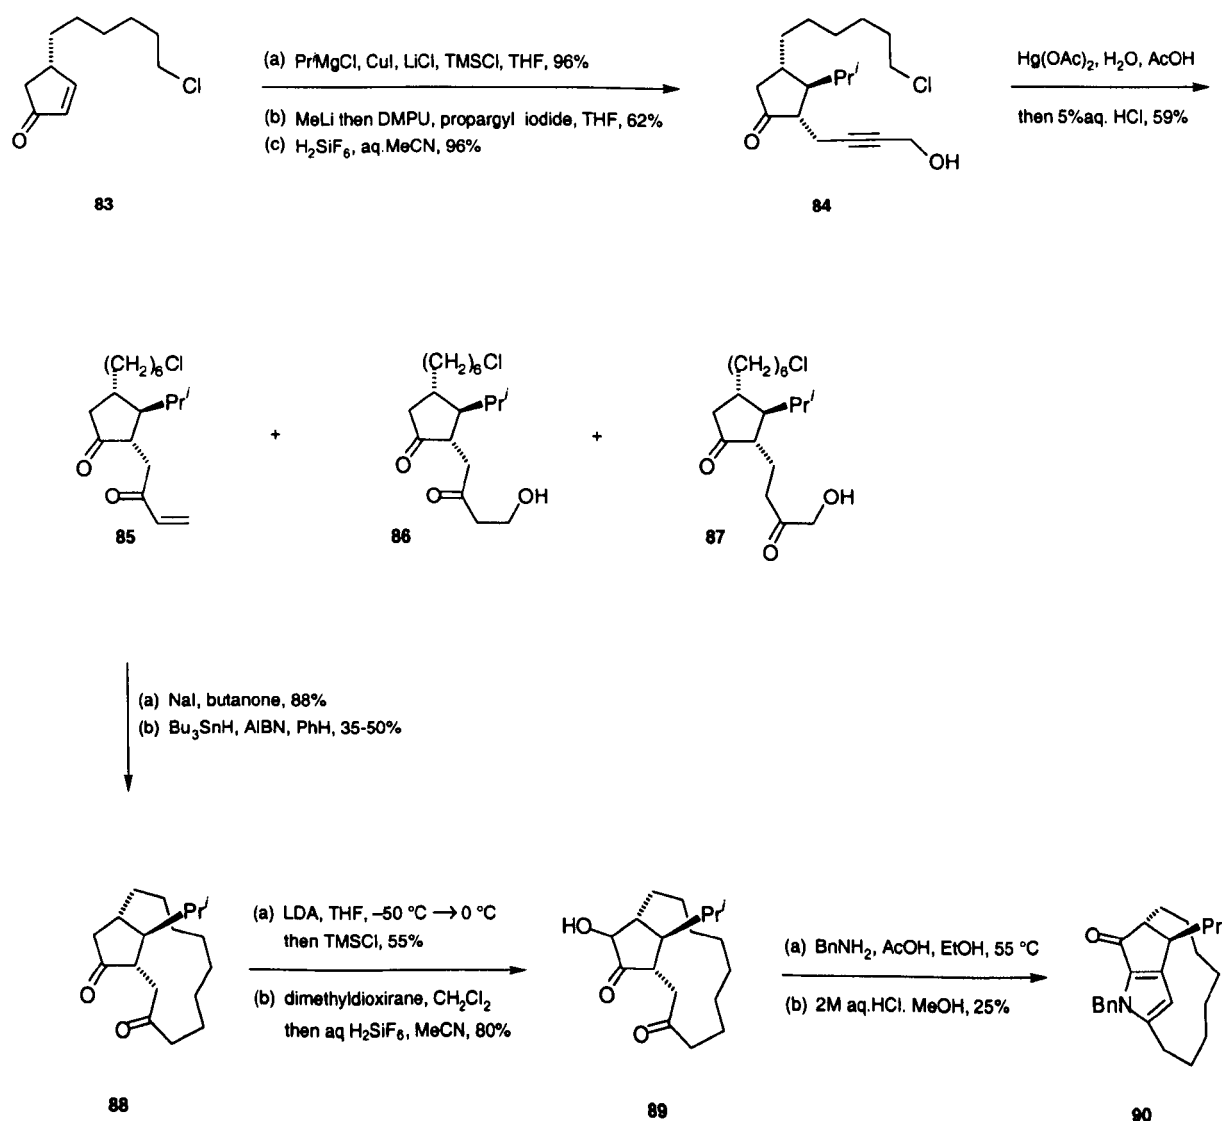 Cl
O
83
(a) PrⁱMgCl, CuI, LiCl, TMSCl, THF, 96%
(b) MeLi then DMPU, propargyl iodide, THF, 62%
(c) H₂SiF₆, aq.MeCN, 96%
Prⁱ
Cl
O
OH
84
Hg(OAc)₂, H₂O, AcOH
then 5%aq. HCl, 59%
(CH₂)₆Cl
Prⁱ
O
O
85
+
(CH₂)₆Cl
Prⁱ
O
O
OH
86
+
(CH₂)₆Cl
Prⁱ
O
OH
O
87
(a) NaI, butanone, 88%
(b) Bu₃SnH, AIBN, PhH, 35-50%
Prⁱ
O
O
88
(a) LDA, THF, –50 °C → 0 °C
then TMSCl, 55%
(b) dimethyldioxirane, CH₂Cl₂
then aq H₂SiF₆, MeCN, 80%
HO
Prⁱ
O
O
89
(a) BnNH₂, AcOH, EtOH, 55 °C
(b) 2M aq.HCl. MeOH, 25%
O
Pr
BnN
90